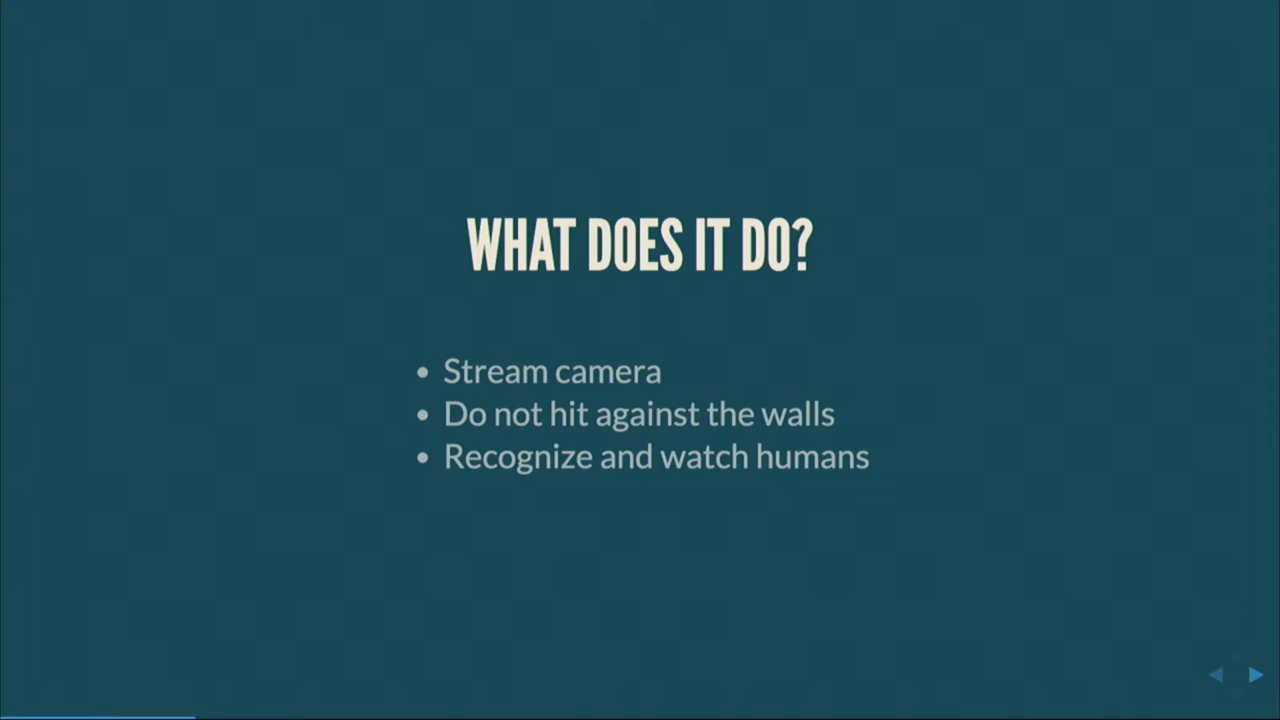 WHAT DOES IT DO?
• Stream camera
• Do not hit against the walls
• Recognize and watch humans